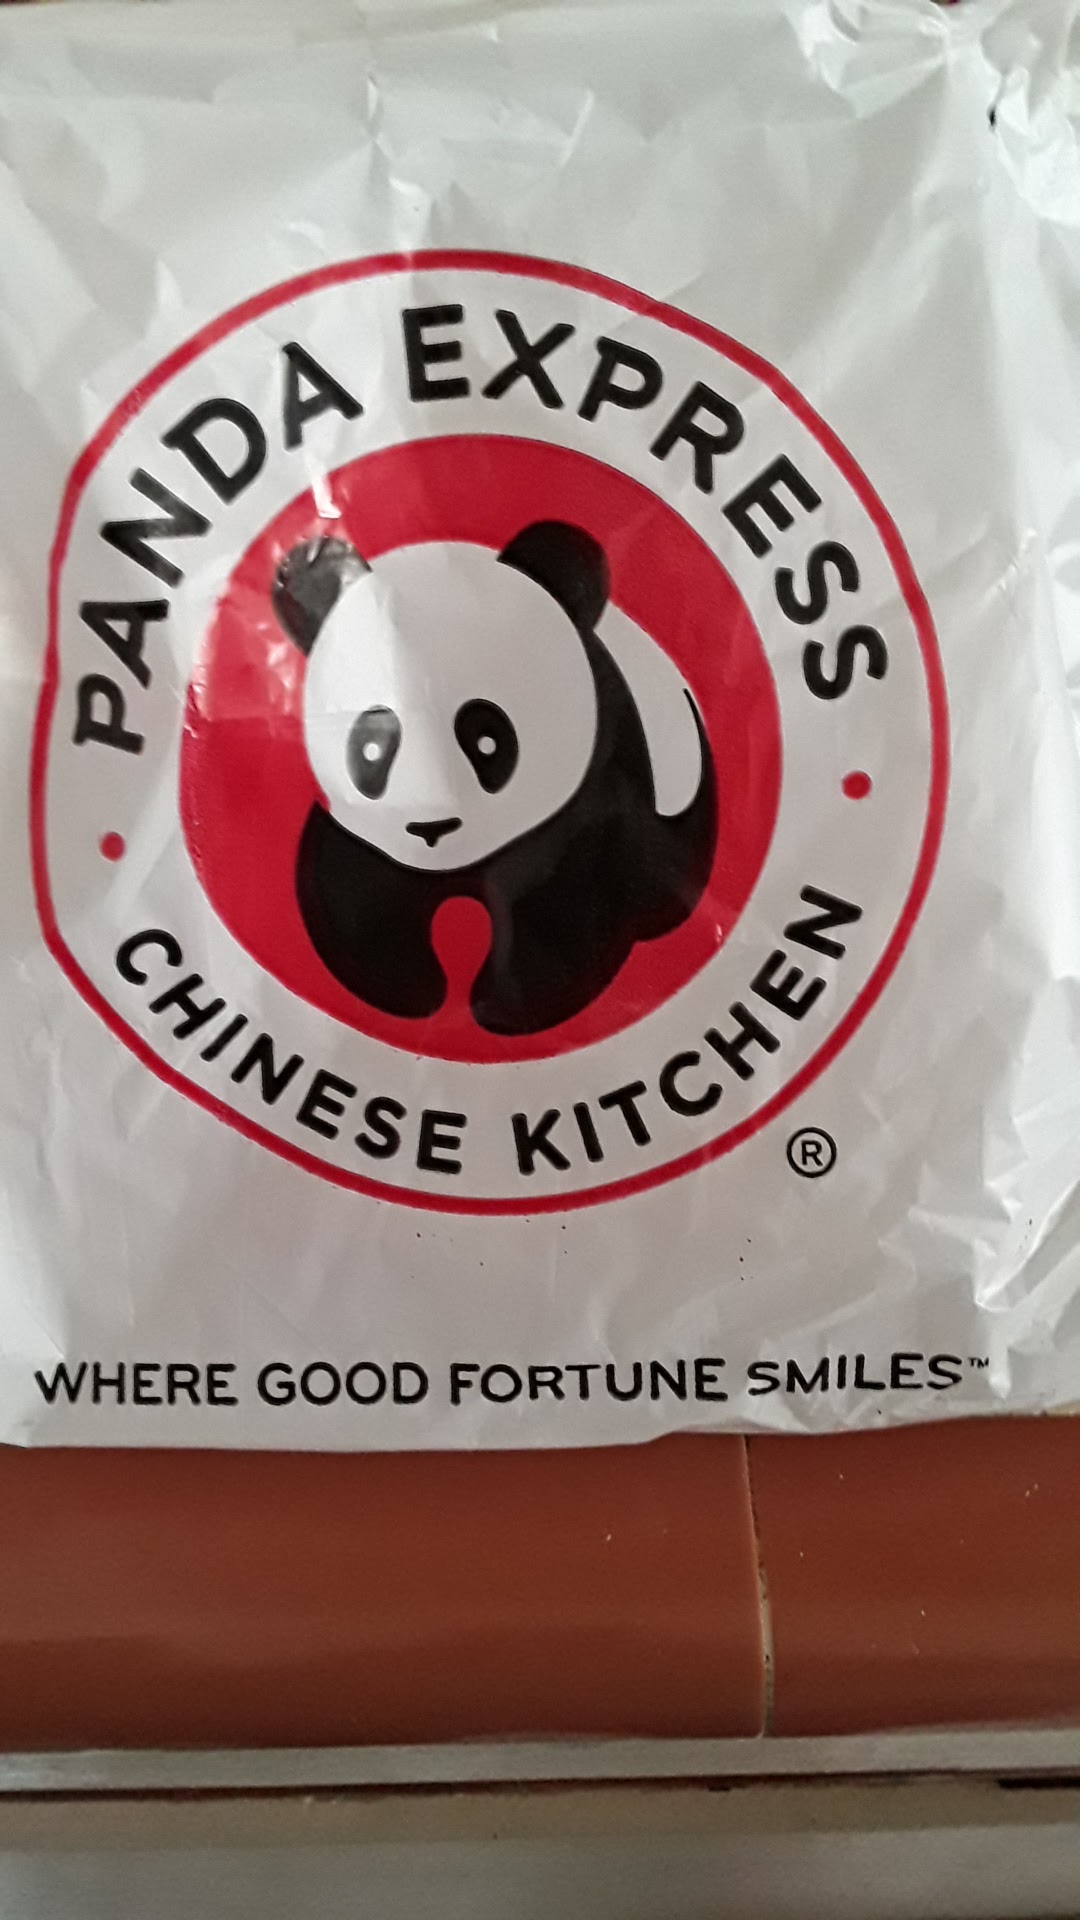 PANDA EXPRESS
CHINESE KITCHEN
®
WHERE GOOD FORTUNE SMILES™